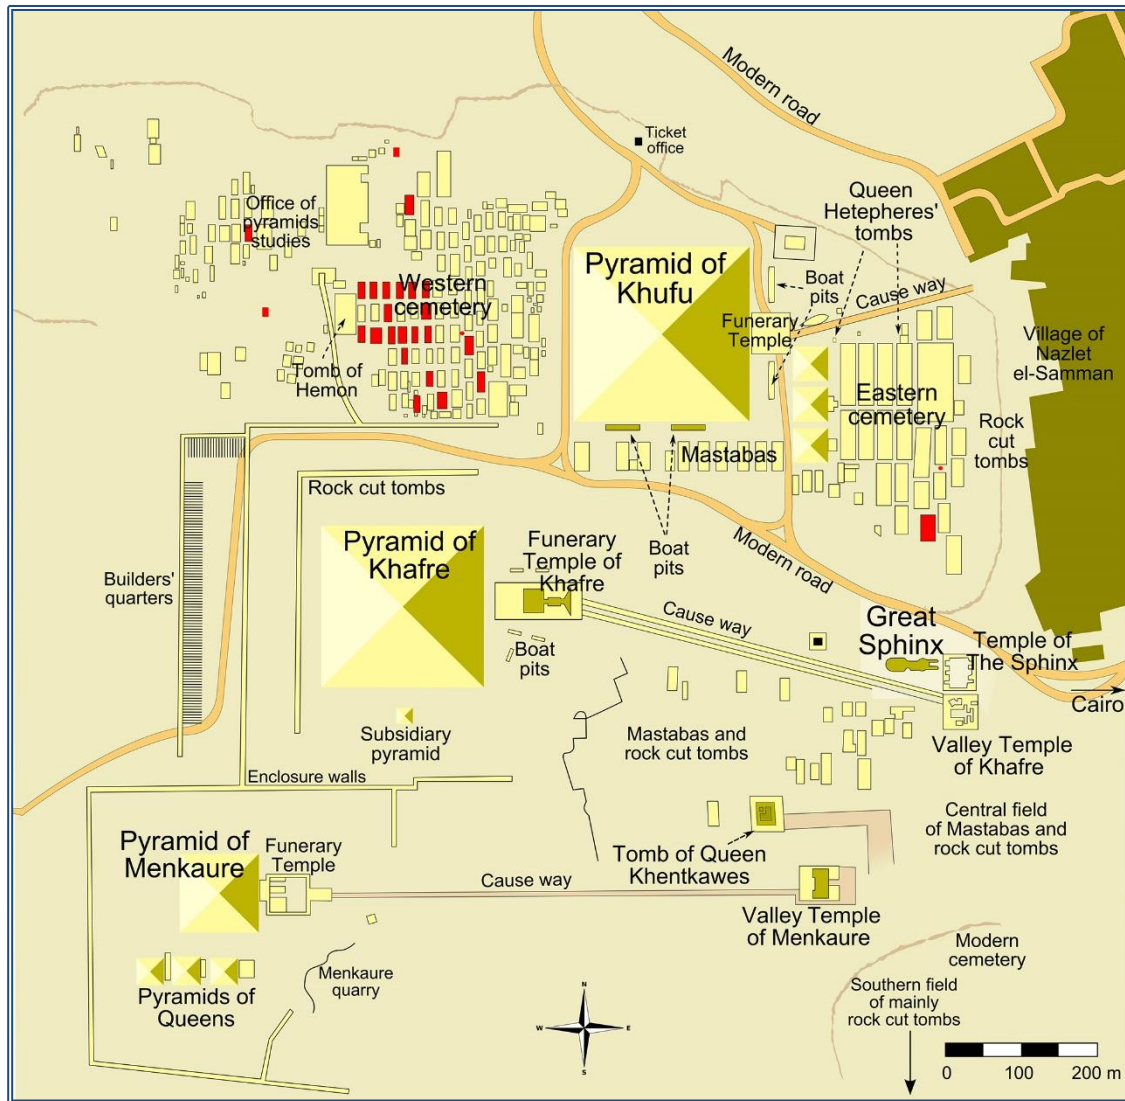 Modern road
Ticket
office
Queen
Hetepheres'
tombs
Office of
pyramids
studies
Pyramid of
Khufu
Boat
pits
Cause way
Western
cemetery
Funerary
Temple
Village of
Nazlet
el-Samman
Tomb of
Hemon
Eastern
cemetery
Rock
cut
tombs
Mastabas
Rock cut tombs
Pyramid of
Khafre
Funerary
Temple of
Khafre
Boat
pits
Modern road
Builders'
quarters
Cause way
Great
Sphinx
Temple of
The Sphinx
Boat
pits
Cairo
Subsidiary
pyramid
Mastabas and
rock cut tombs
Valley Temple
of Khafre
Enclosure walls
Central field
of Mastabas and
rock cut tombs
Pyramid of
Menkaure
Funerary
Temple
Tomb of Queen
Khentkawes
Cause way
Valley Temple
of Menkaure
Modern
cemetery
Menkaure
quarry
Pyramids of
Queens
Southern field
of mainly
rock cut tombs
N
W E
S
0 100 200 m